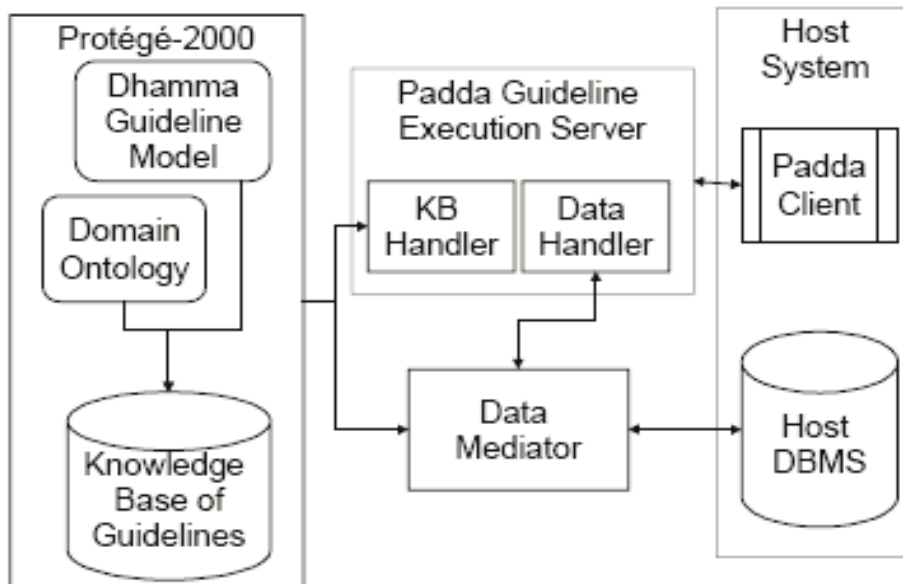 Protégé-2000
Dhamma
Guideline
Model
Domain
Ontology
Knowledge
Base of
Guidelines
Padda Guideline
Execution Server
KB
Handler
Data
Handler
Data
Mediator
Host
System
Padda
Client
Host
DBMS